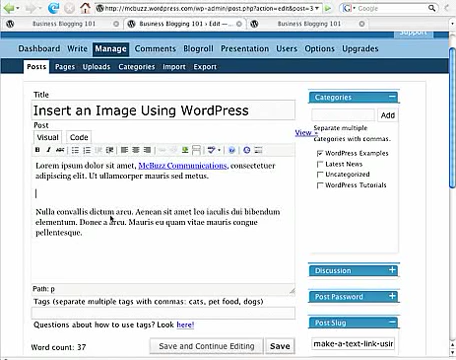 http://mcbuzz.wordpress.com/wp-admin/post.php?action=edit&post=3
Business Blogging 101
Business Blogging 101 › Edit —
Business Blogging 101
Support
Dashboard Write Manage Comments Blogroll Presentation Users Options Upgrades
Posts Pages Uploads Categories Import Export
Title
Insert an Image Using WordPress
Post
View »
Visual Code
B I ABC
Lorem ipsum dolor sit amet, McBuzz Communications, consectetuer
adipiscing elit. Ut ullamcorper mauris sed metus.
Nulla convallis dictum arcu. Aenean sit amet leo iaculis dui bibendum
elementum. Donec a arcu. Mauris eu quam vitae mauris congue
pellentesque.
Path: p
Tags (separate multiple tags with commas: cats, pet food, dogs)
Questions about how to use tags? Look here!
Word count: 37
Save and Continue Editing
Save
Categories
Add
Separate multiple
categories with commas.
WordPress Examples
Latest News
Uncategorized
WordPress Tutorials
Discussion
Post Password
Post Slug
make-a-text-link-usin